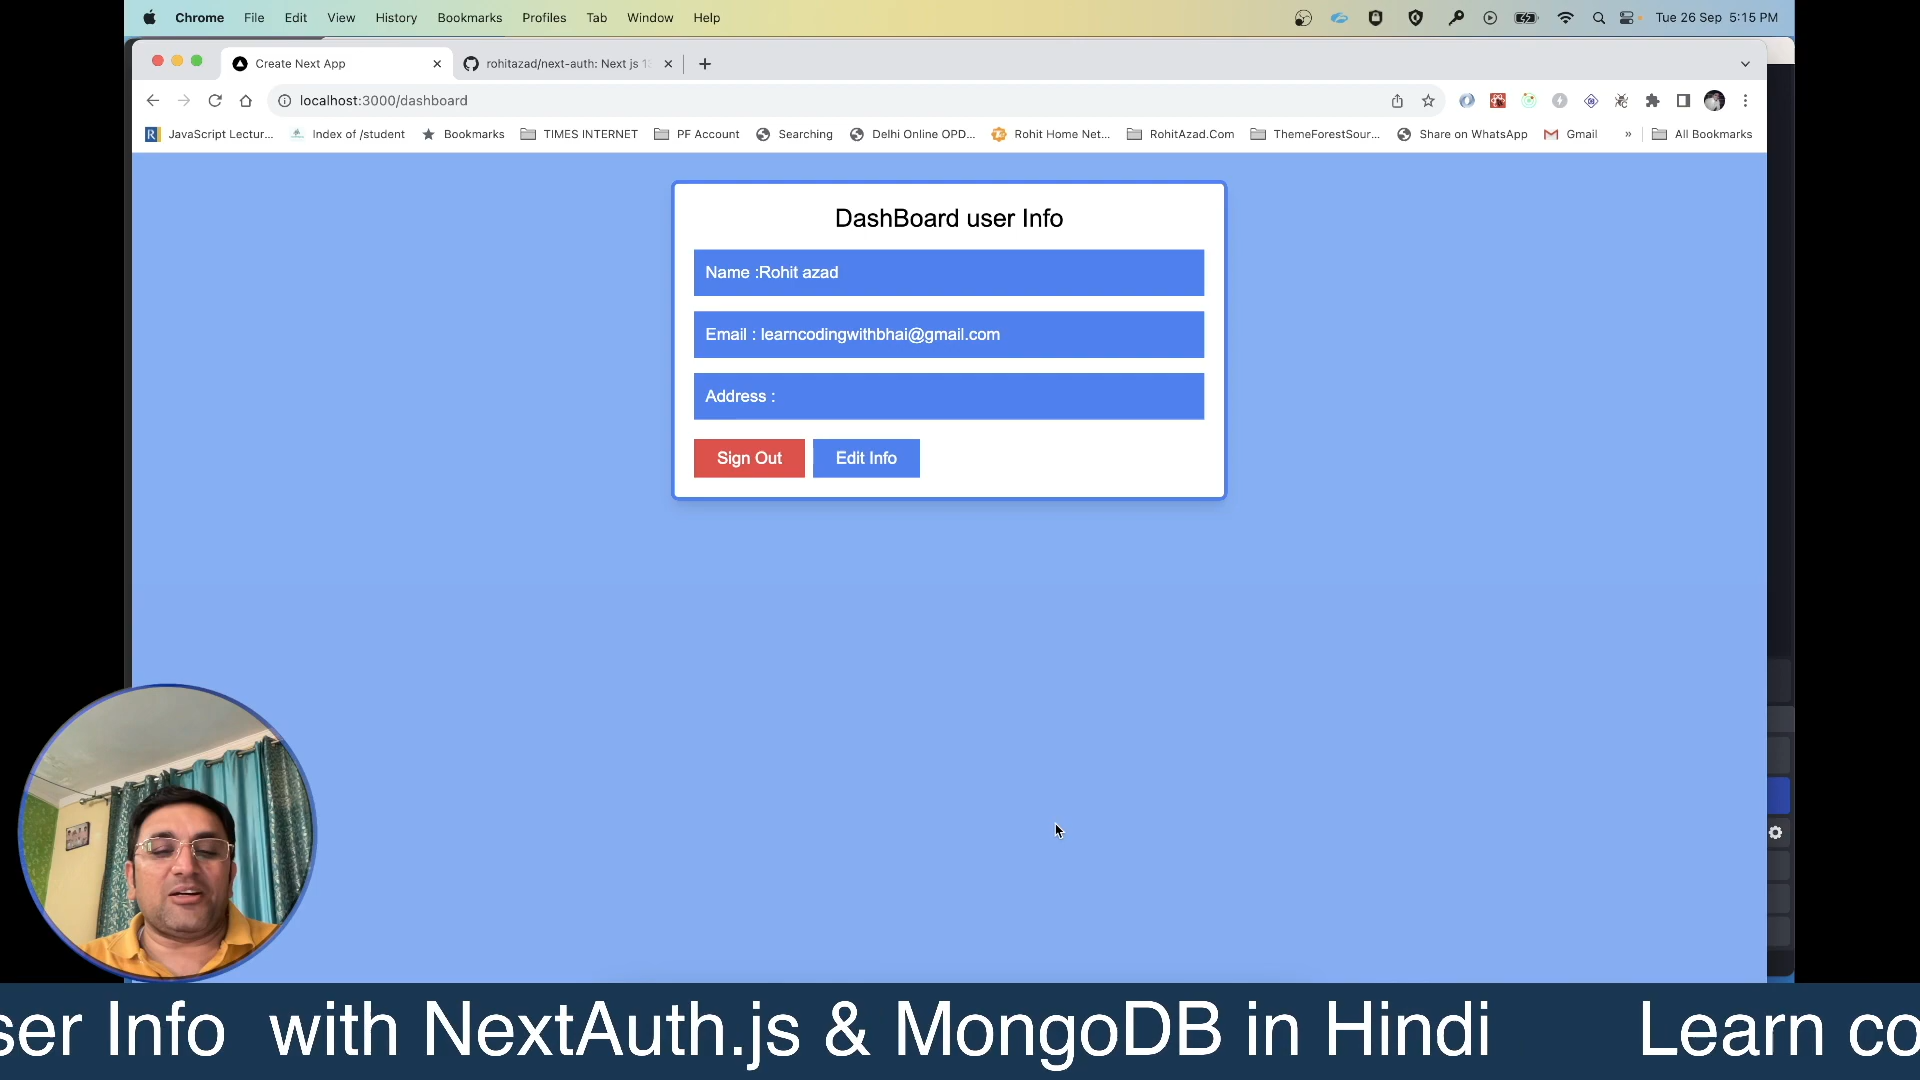 Chrome File Edit View History Bookmarks Profiles Tab Window Help Tue 26 Sep 5:15 PM
Create Next App rohitazad/next-auth: Next js 1
localhost:3000/dashboard
JavaScript Lectur... Index of /student Bookmarks TIMES INTERNET PF Account Searching Delhi Online OPD... Rohit Home Net... RohitAzad.Com ThemeForestSour... Share on WhatsApp Gmail » All Bookmarks
DashBoard user Info
Name :Rohit azad
Email : learncodingwithbhai@gmail.com
Address :
Sign Out Edit Info
ser Info with NextAuth.js & MongoDB in Hindi Learn co